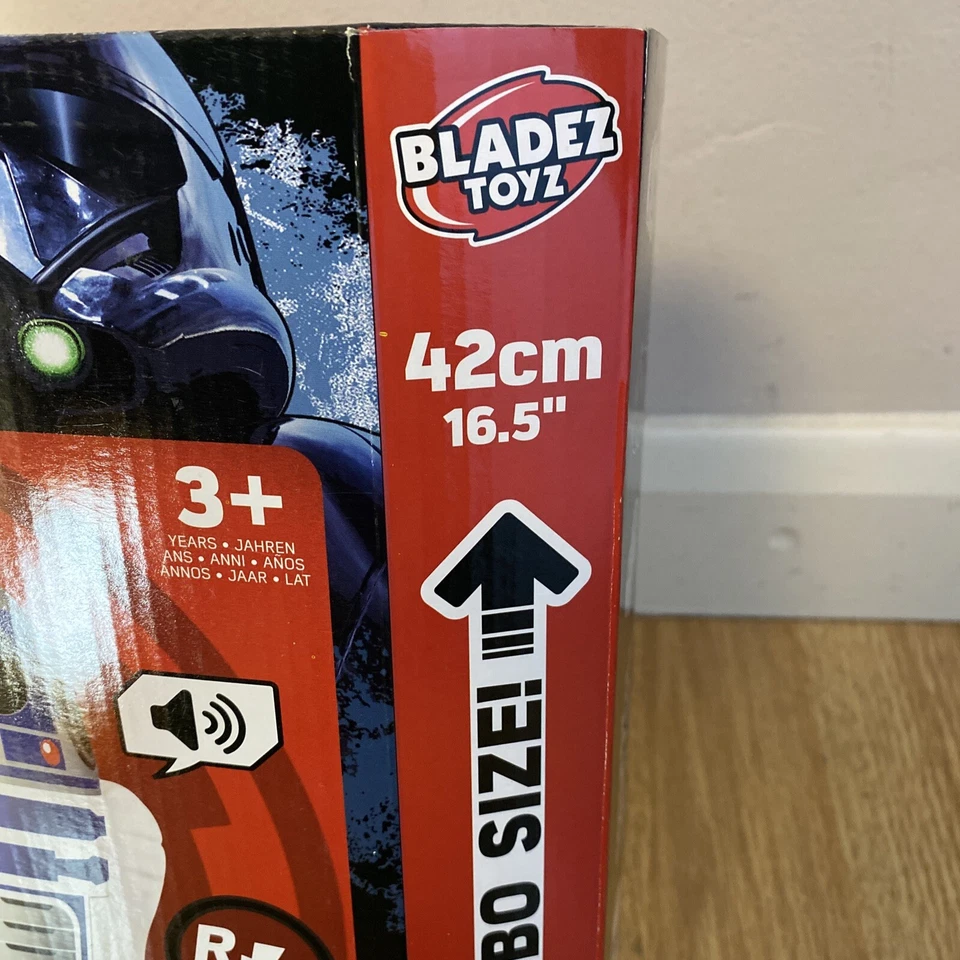 BLADEZ
TOYZ
42cm
16.5"
3+
YEARS • JAHREN
ANS • ANNI • AÑOS
ANNOS • JAAR • LAT
BO SIZE!
R